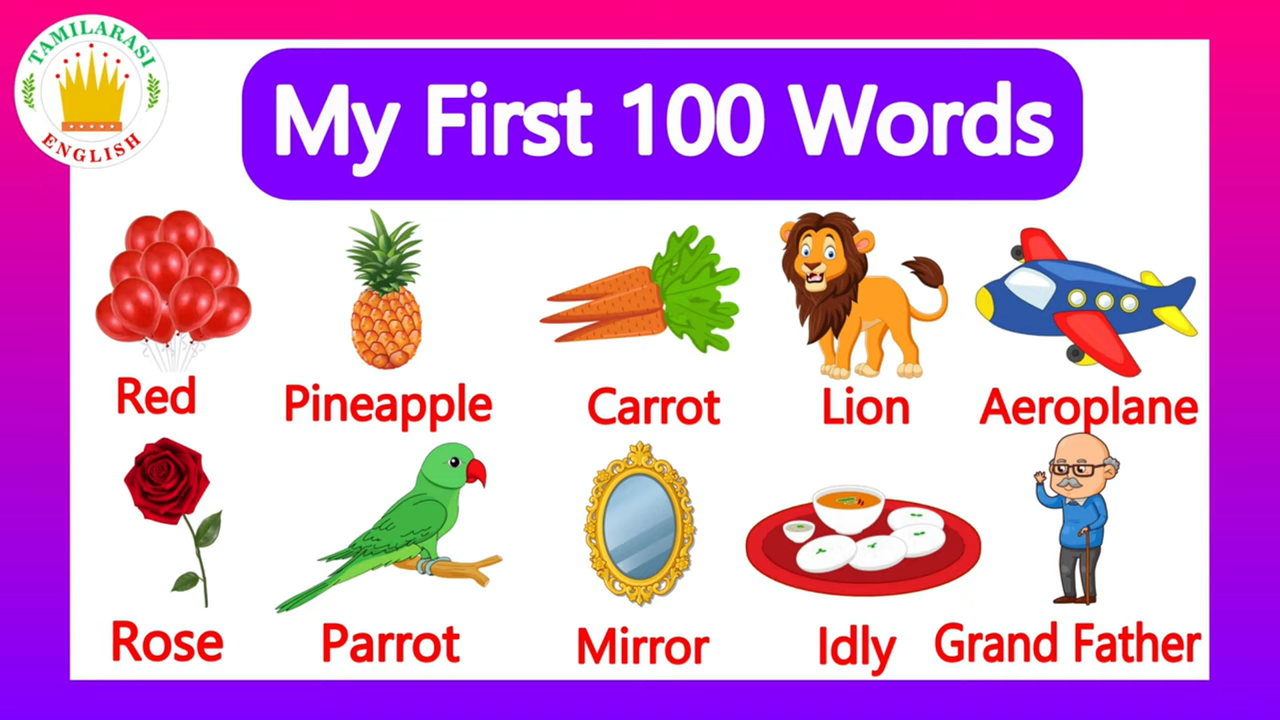 TAMILARASI
ENGLISH
My First 100 Words
Red
Pineapple
Carrot
Lion
Aeroplane
Rose
Parrot
Mirror
Idly
Grand Father